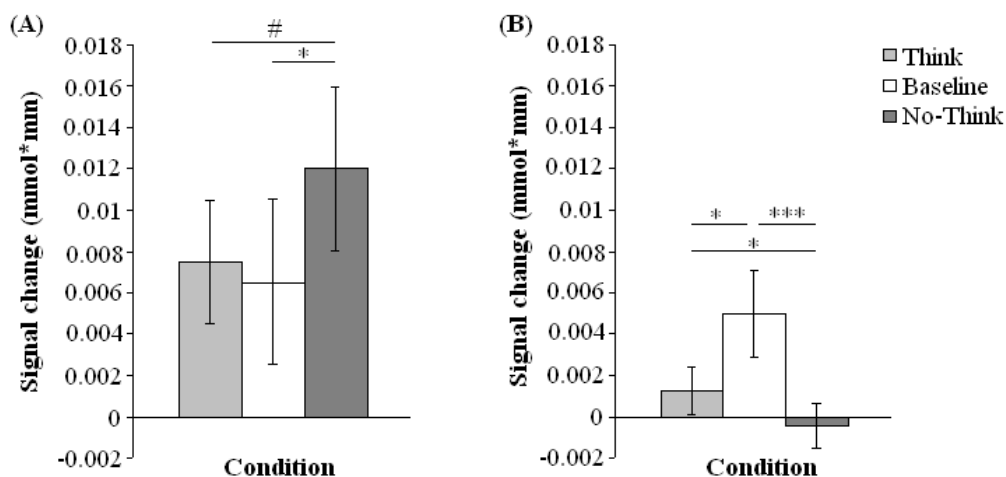 (A)
Signal change (mmol*mm)
0.018
0.016
0.014
0.012
0.01
0.008
0.006
0.004
0.002
0
-0.002
#
*
Condition
(B)
Signal change (mmol*mm)
0.018
0.016
0.014
0.012
0.01
0.008
0.006
0.004
0.002
0
-0.002
* ***
*
Condition
Think
Baseline
No-Think